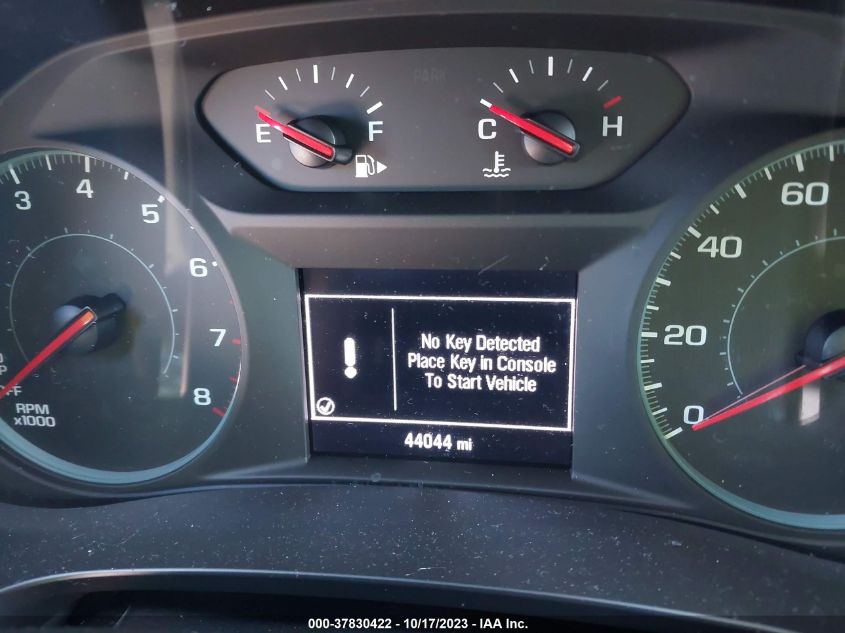 PARK
E F
C H
3 4 5 6 7 8
RPM
x1000
0 20 40 60
No Key Detected
Place Key in Console
To Start Vehicle
44044 mi
000-37830422 - 10/17/2023 - IAA Inc.